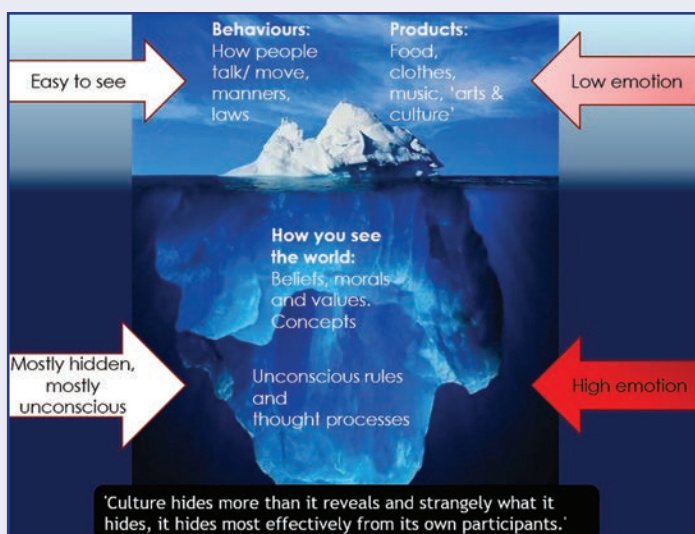 Behaviours:
How people
talk/ move,
manners,
laws
Products:
Food,
clothes,
music, ‘arts &
culture’
Easy to see
Low emotion
How you see
the world:
Beliefs, morals
and values.
Concepts
Unconscious rules
and
thought processes
Mostly hidden,
mostly
unconscious
High emotion
'Culture hides more than it reveals and strangely what it
hides, it hides most effectively from its own participants.'